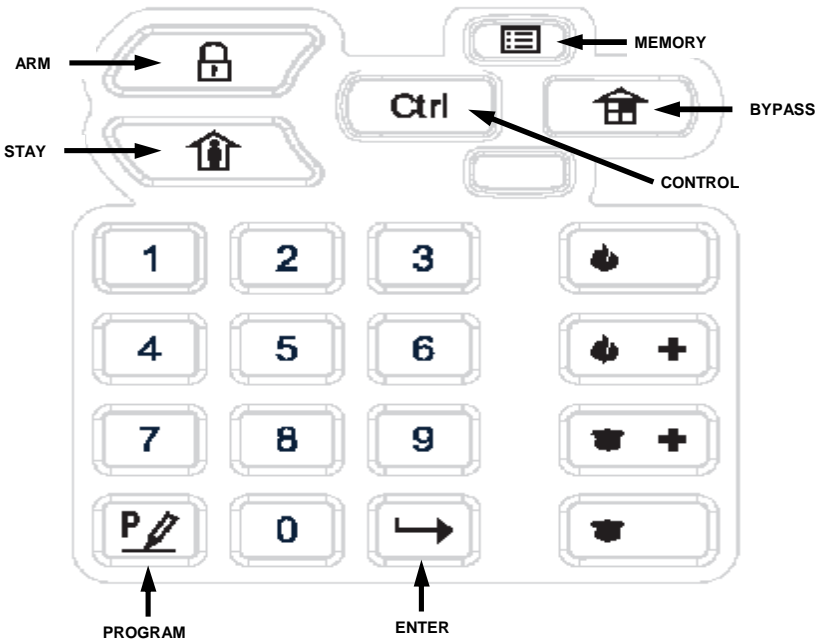 MEMORY
ARM
Ctrl
BYPASS
STAY
CONTROL
1 2 3
4 5 6
7 8 9
P 0
PROGRAM
ENTER